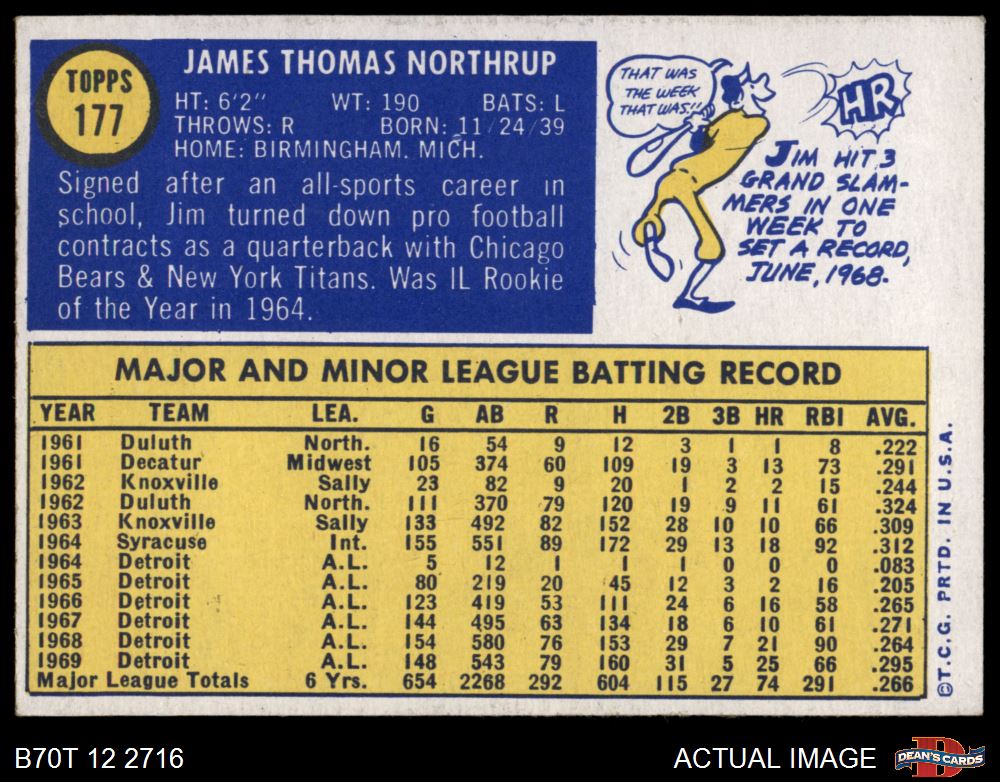 TOPPS
177
JAMES THOMAS NORTHRUP
HT: 6'2" WT: 190 BATS: L
THROWS: R BORN: 11/24/39
HOME: BIRMINGHAM, MICH.
Signed after an all-sports career in
school, Jim turned down pro football
contracts as a quarterback with Chicago
Bears & New York Titans. Was IL Rookie
of the Year in 1964.
THAT WAS
THE WEEK
THAT WAS!!
HR
JIM HIT 3
GRAND SLAM-
MERS IN ONE
WEEK TO
SET A RECORD,
JUNE, 1968.
MAJOR AND MINOR LEAGUE BATTING RECORD
YEAR TEAM LEA. G AB R H 2B 3B HR RBI AVG.
1961 Duluth North. 16 54 9 12 3 1 1 8 .222
1961 Decatur Midwest 105 374 60 109 19 3 13 73 .291
1962 Knoxville Sally 23 82 9 20 1 2 2 15 .244
1962 Duluth North. 111 370 79 120 19 9 11 61 .324
1963 Knoxville Sally 133 492 82 152 28 10 10 66 .309
1964 Syracuse Int. 155 551 89 172 29 13 18 92 .312
1964 Detroit A.L. 5 12 1 1 1 0 0 0 .083
1965 Detroit A.L. 80 219 20 45 12 3 2 16 .205
1966 Detroit A.L. 123 419 53 111 24 6 16 58 .265
1967 Detroit A.L. 144 495 63 134 18 6 10 61 .271
1968 Detroit A.L. 154 580 76 153 29 7 21 90 .264
1969 Detroit A.L. 148 543 79 160 31 5 25 66 .295
Major League Totals 6 Yrs. 654 2268 292 604 115 27 74 291 .266
©T.C.G. PRTD. IN U.S.A.
B70T 12 2716
ACTUAL IMAGE
D
DEAN'S CARDS